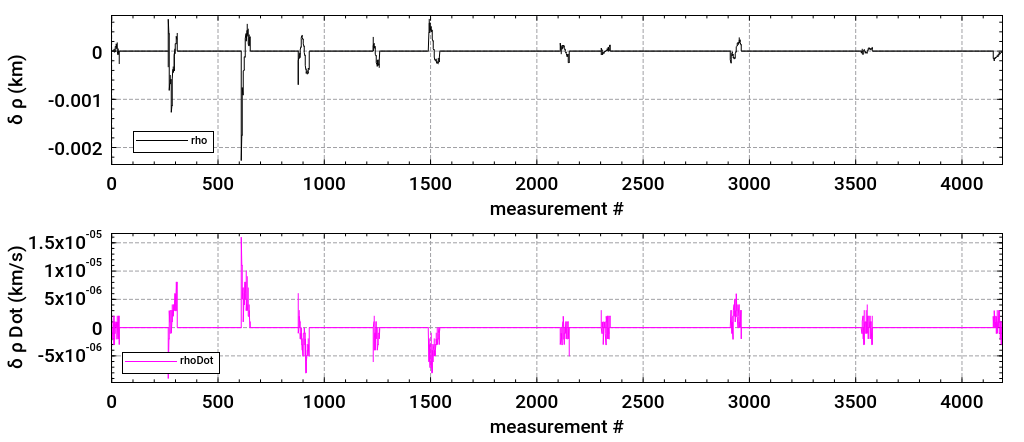 δ ρ (km)
0
-0.001
-0.002
rho
0 500 1000 1500 2000 2500 3000 3500 4000
measurement #
δ ρ Dot (km/s)
1.5x10⁻⁰⁵
1x10⁻⁰⁵
5x10⁻⁰⁶
0
-5x10⁻⁰⁶
rhoDot
0 500 1000 1500 2000 2500 3000 3500 4000
measurement #